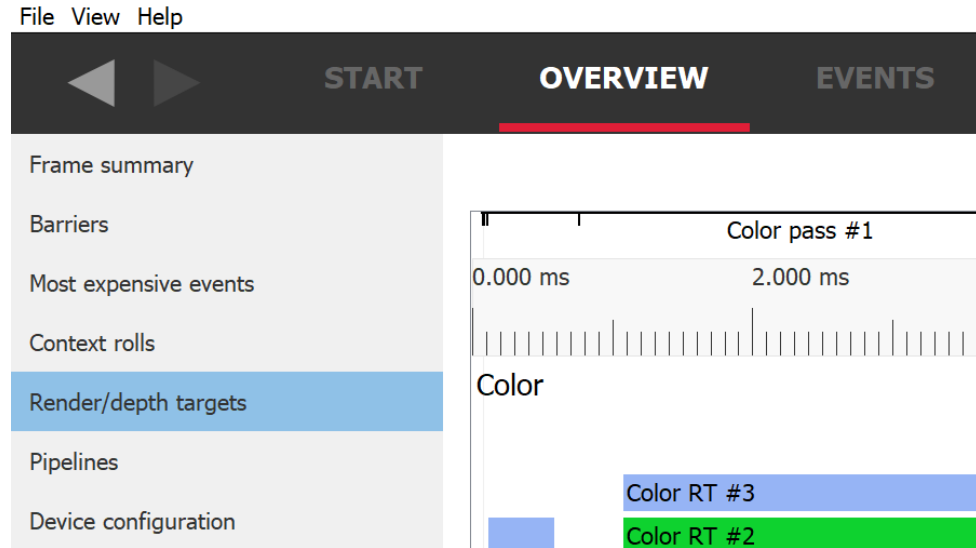 File View Help
START OVERVIEW EVENTS
Frame summary
Barriers
Most expensive events
Context rolls
Render/depth targets
Pipelines
Device configuration
Color pass #1
0.000 ms 2.000 ms
Color
Color RT #3
Color RT #2